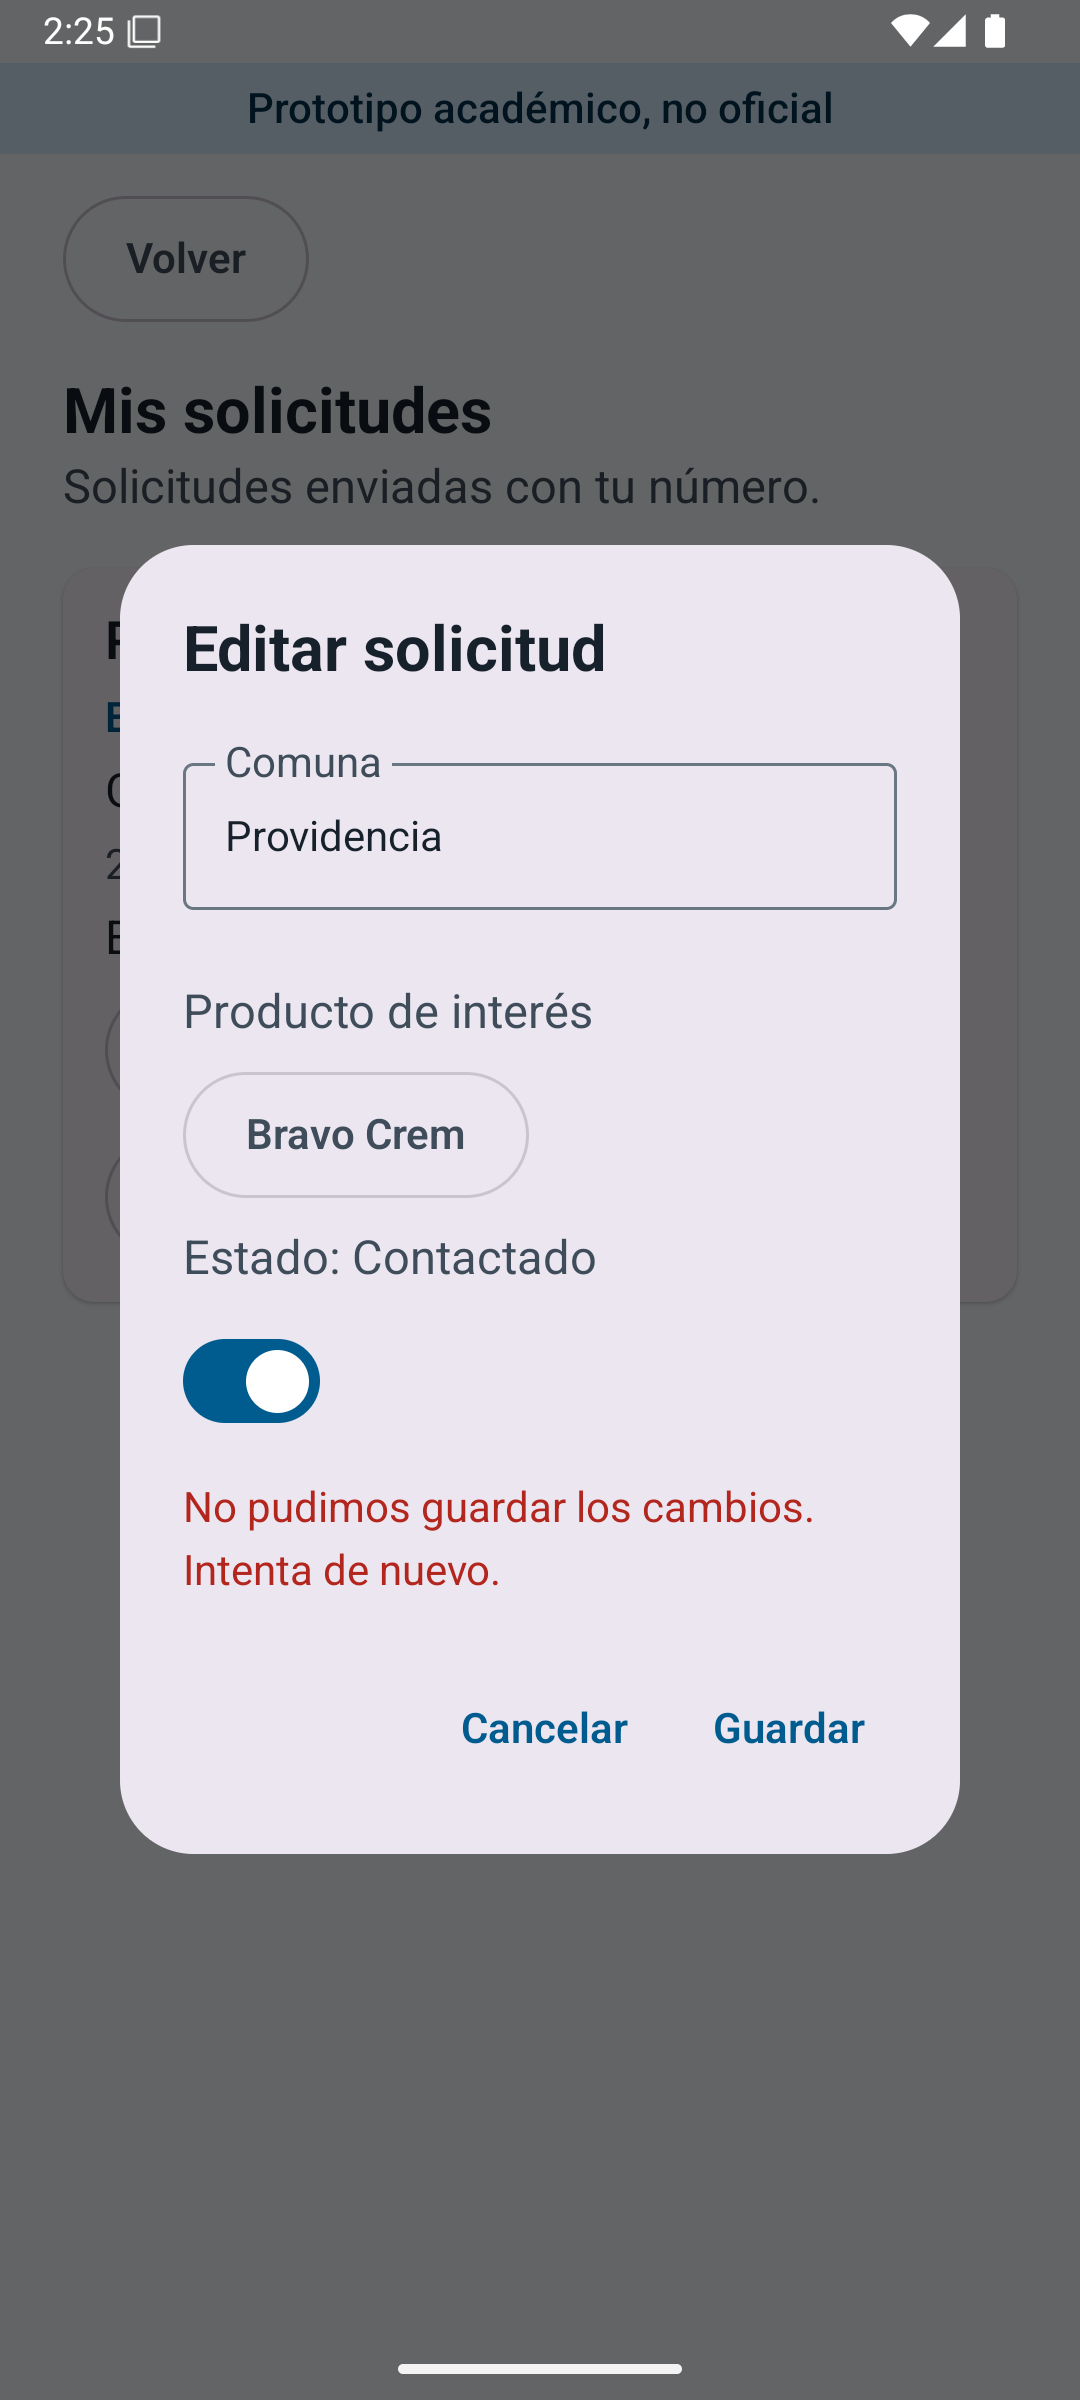 2:25
Prototipo académico, no oficial
Volver
Mis solicitudes
Solicitudes enviadas con tu número.
Editar solicitud
Comuna
Providencia
Producto de interés
Bravo Crem
Estado: Contactado
No pudimos guardar los cambios.
Intenta de nuevo.
Cancelar
Guardar